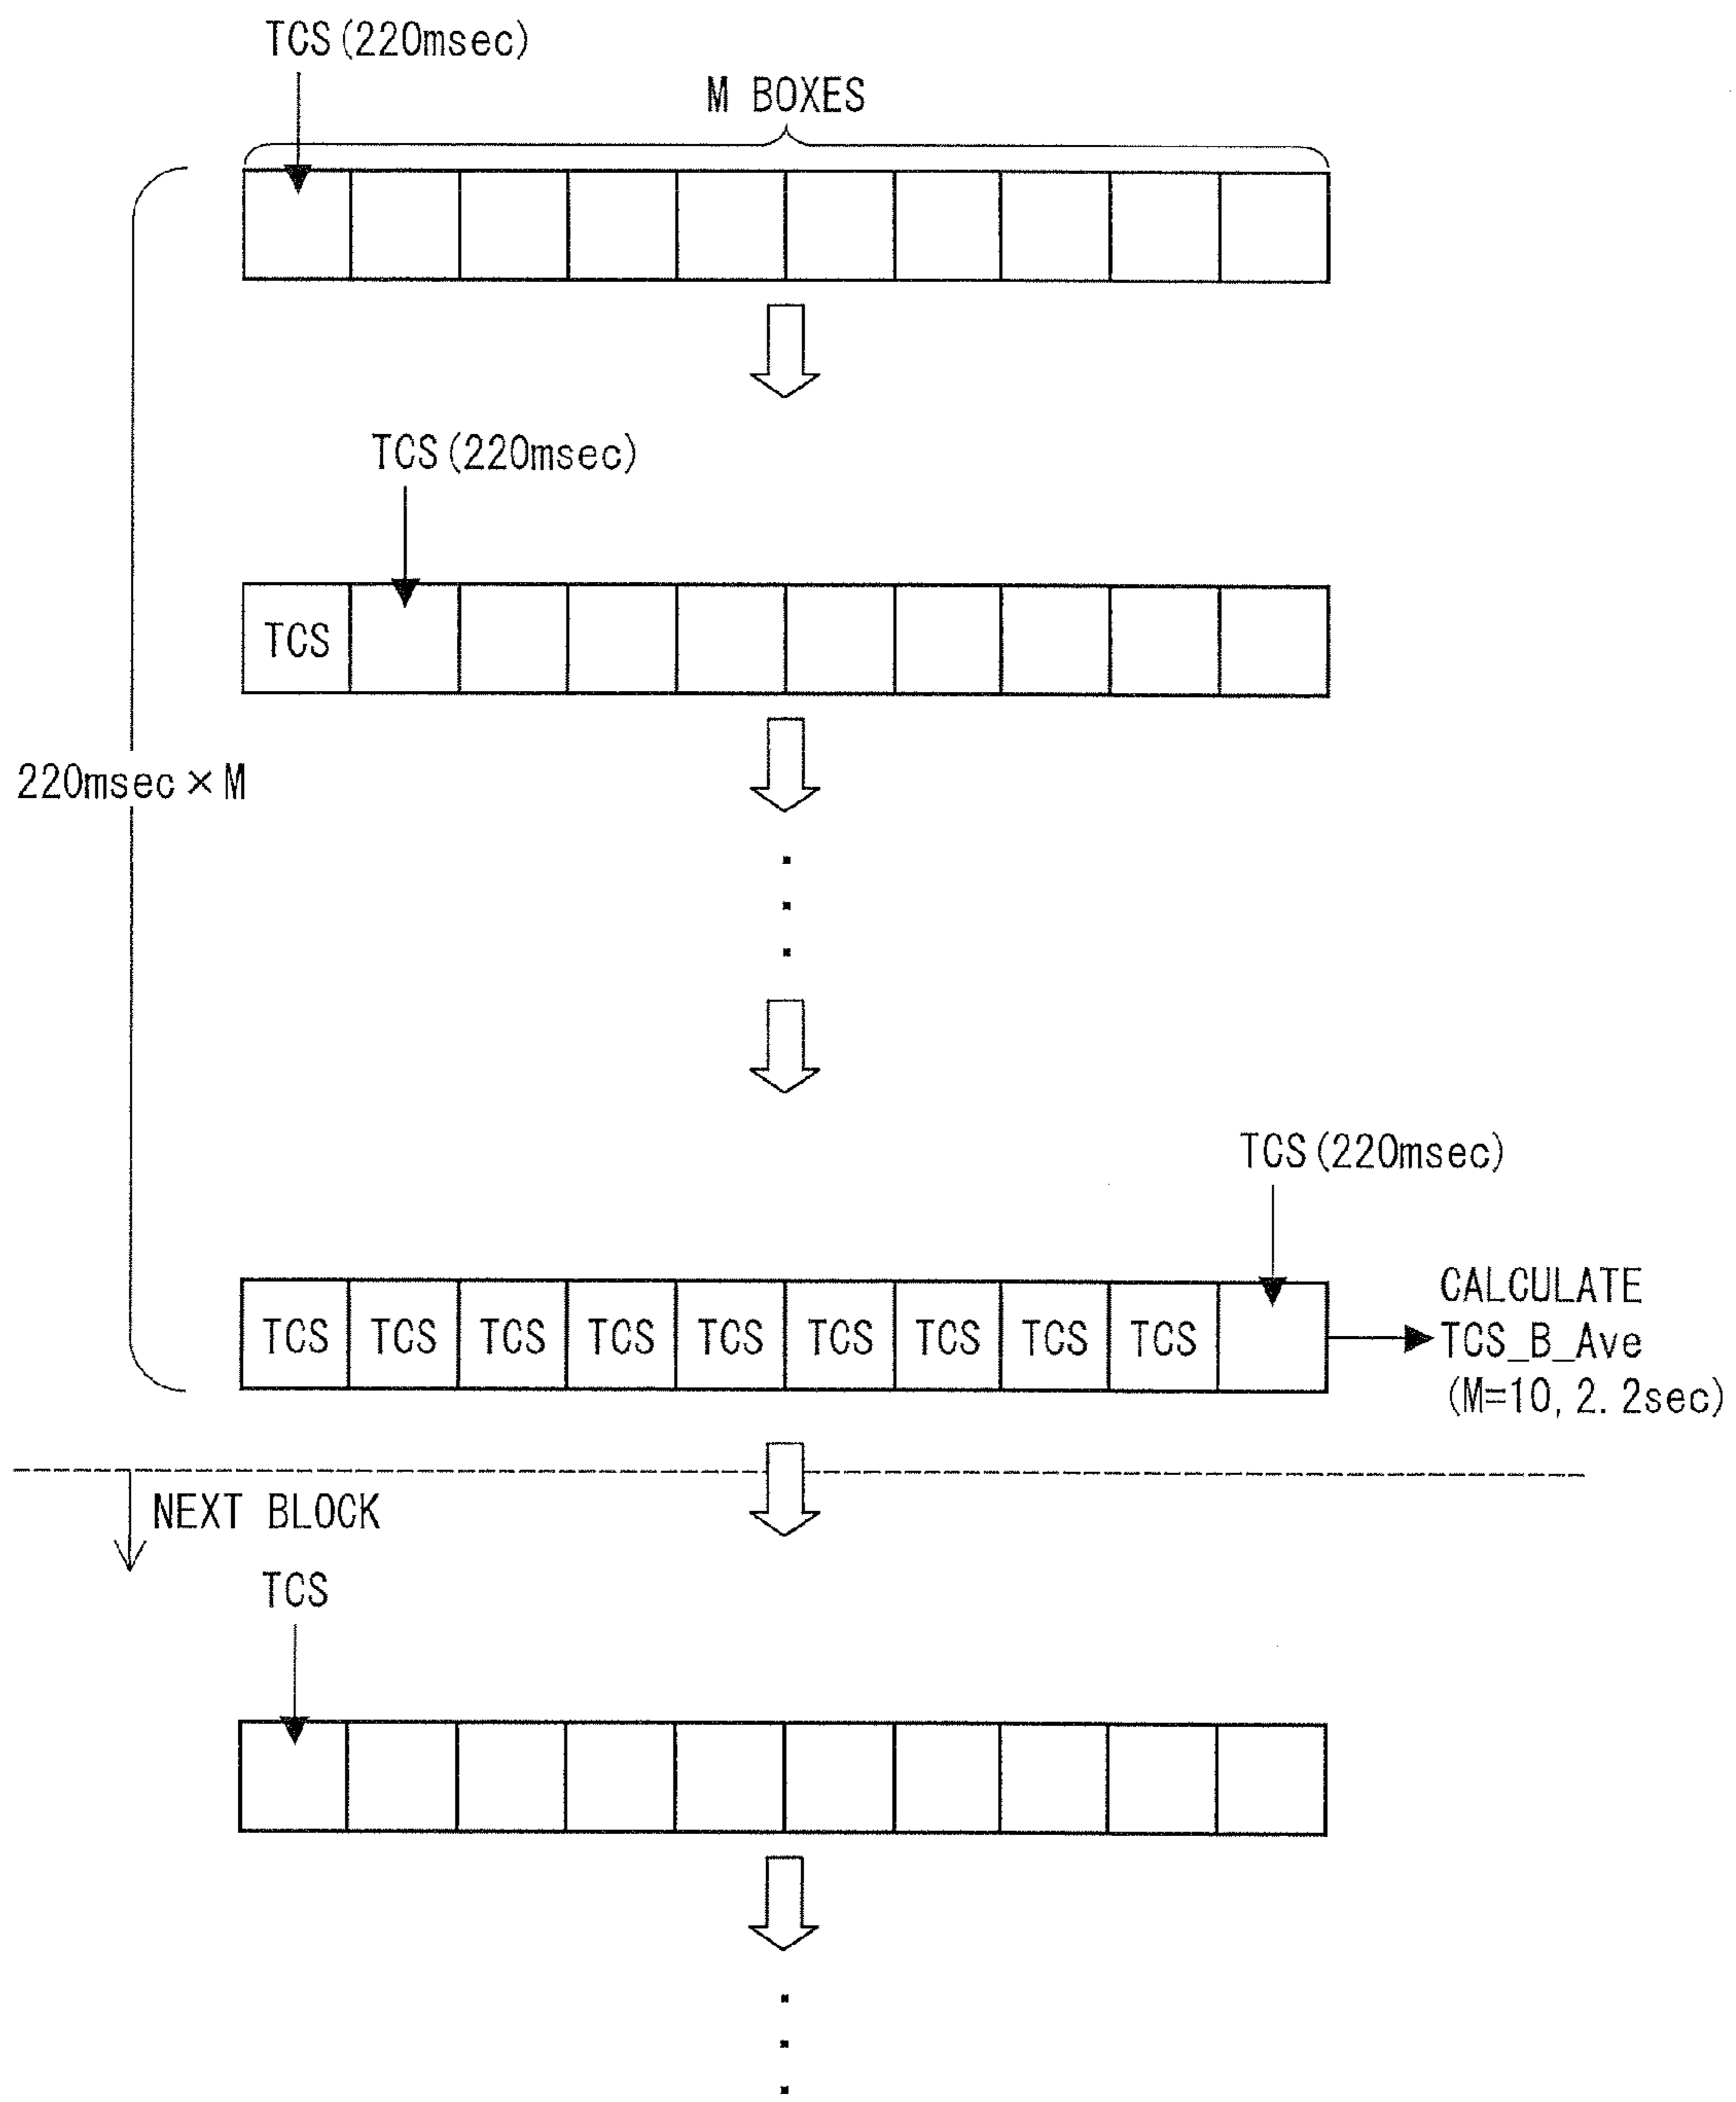 TCS(220msec)
M BOXES
TCS(220msec)
TCS
220msec×M
TCS(220msec)
TCS TCS TCS TCS TCS TCS TCS TCS TCS
CALCULATE
TCS_B_Ave
(M=10, 2.2sec)
NEXT BLOCK
TCS